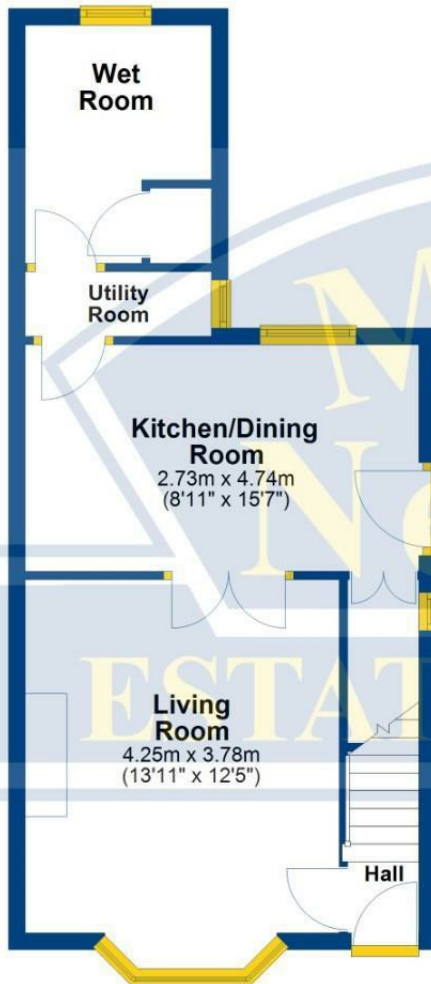 Wet
Room
Utility
Room
Kitchen/Dining
Room
2.73m x 4.74m
(8'11" x 15'7")
Living
Room
4.25m x 3.78m
(13'11" x 12'5")
Hall